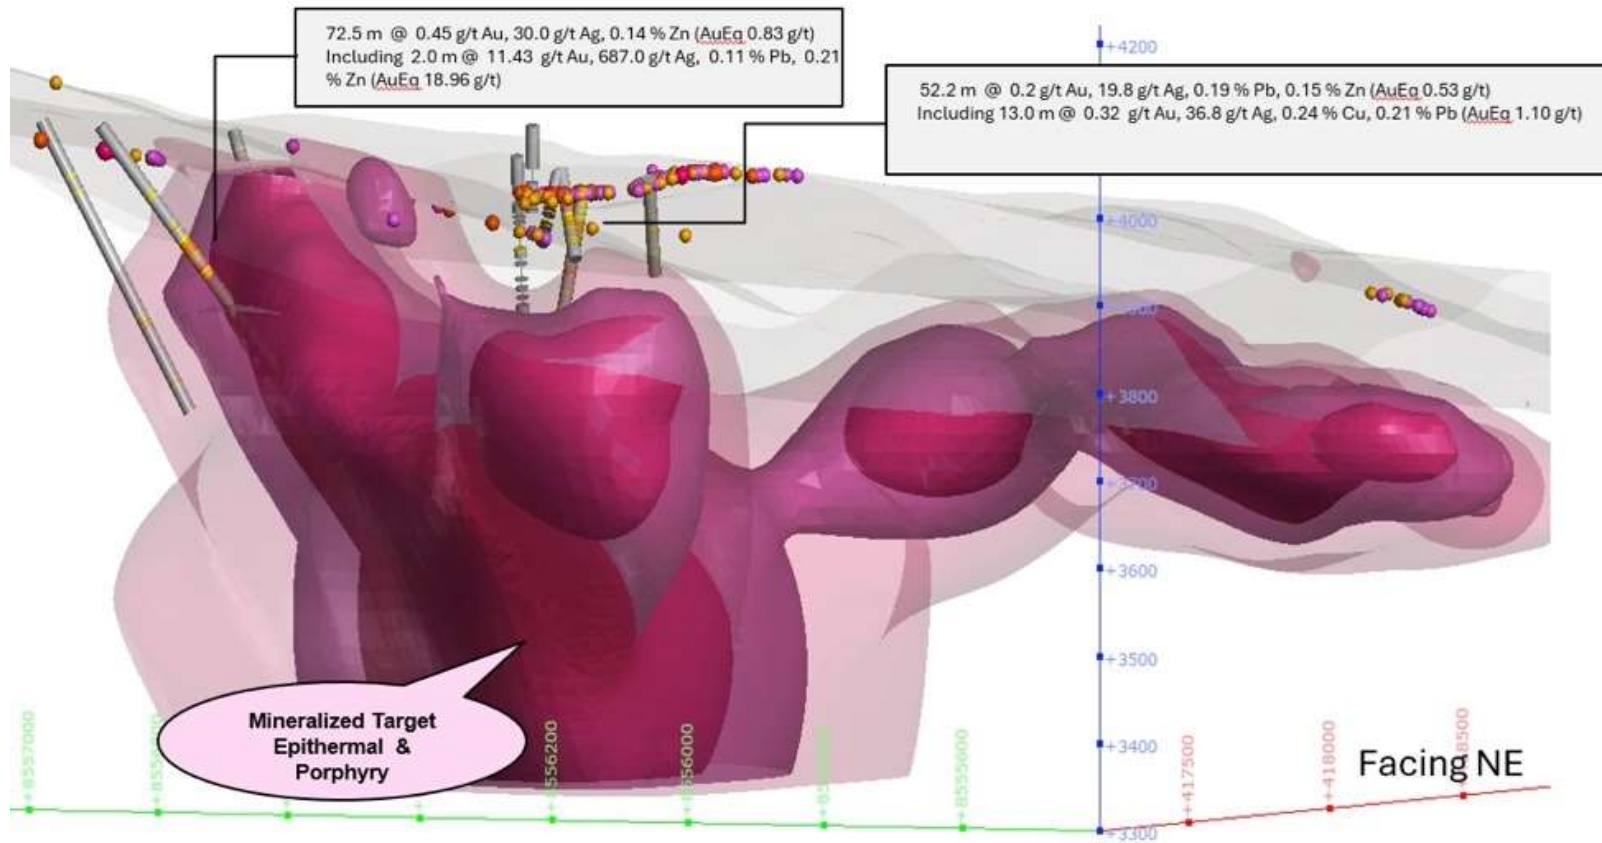 72.5 m @ 0.45 g/t Au, 30.0 g/t Ag, 0.14 % Zn (AuEq 0.83 g/t)
Including 2.0 m @ 11.43 g/t Au, 687.0 g/t Ag, 0.11 % Pb, 0.21
% Zn (AuEq 18.96 g/t)
52.2 m @ 0.2 g/t Au, 19.8 g/t Ag, 0.19 % Pb, 0.15 % Zn (AuEq 0.53 g/t)
Including 13.0 m @ 0.32 g/t Au, 36.8 g/t Ag, 0.24 % Cu, 0.21 % Pb (AuEq 1.10 g/t)
+4200
+4000
+3800
+3700
+3600
+3500
+3400
+3300
Mineralized Target
Epithermal &
Porphyry
+8557000
+8556200
+8556000
+8555600
+417500
+418000
Facing NE